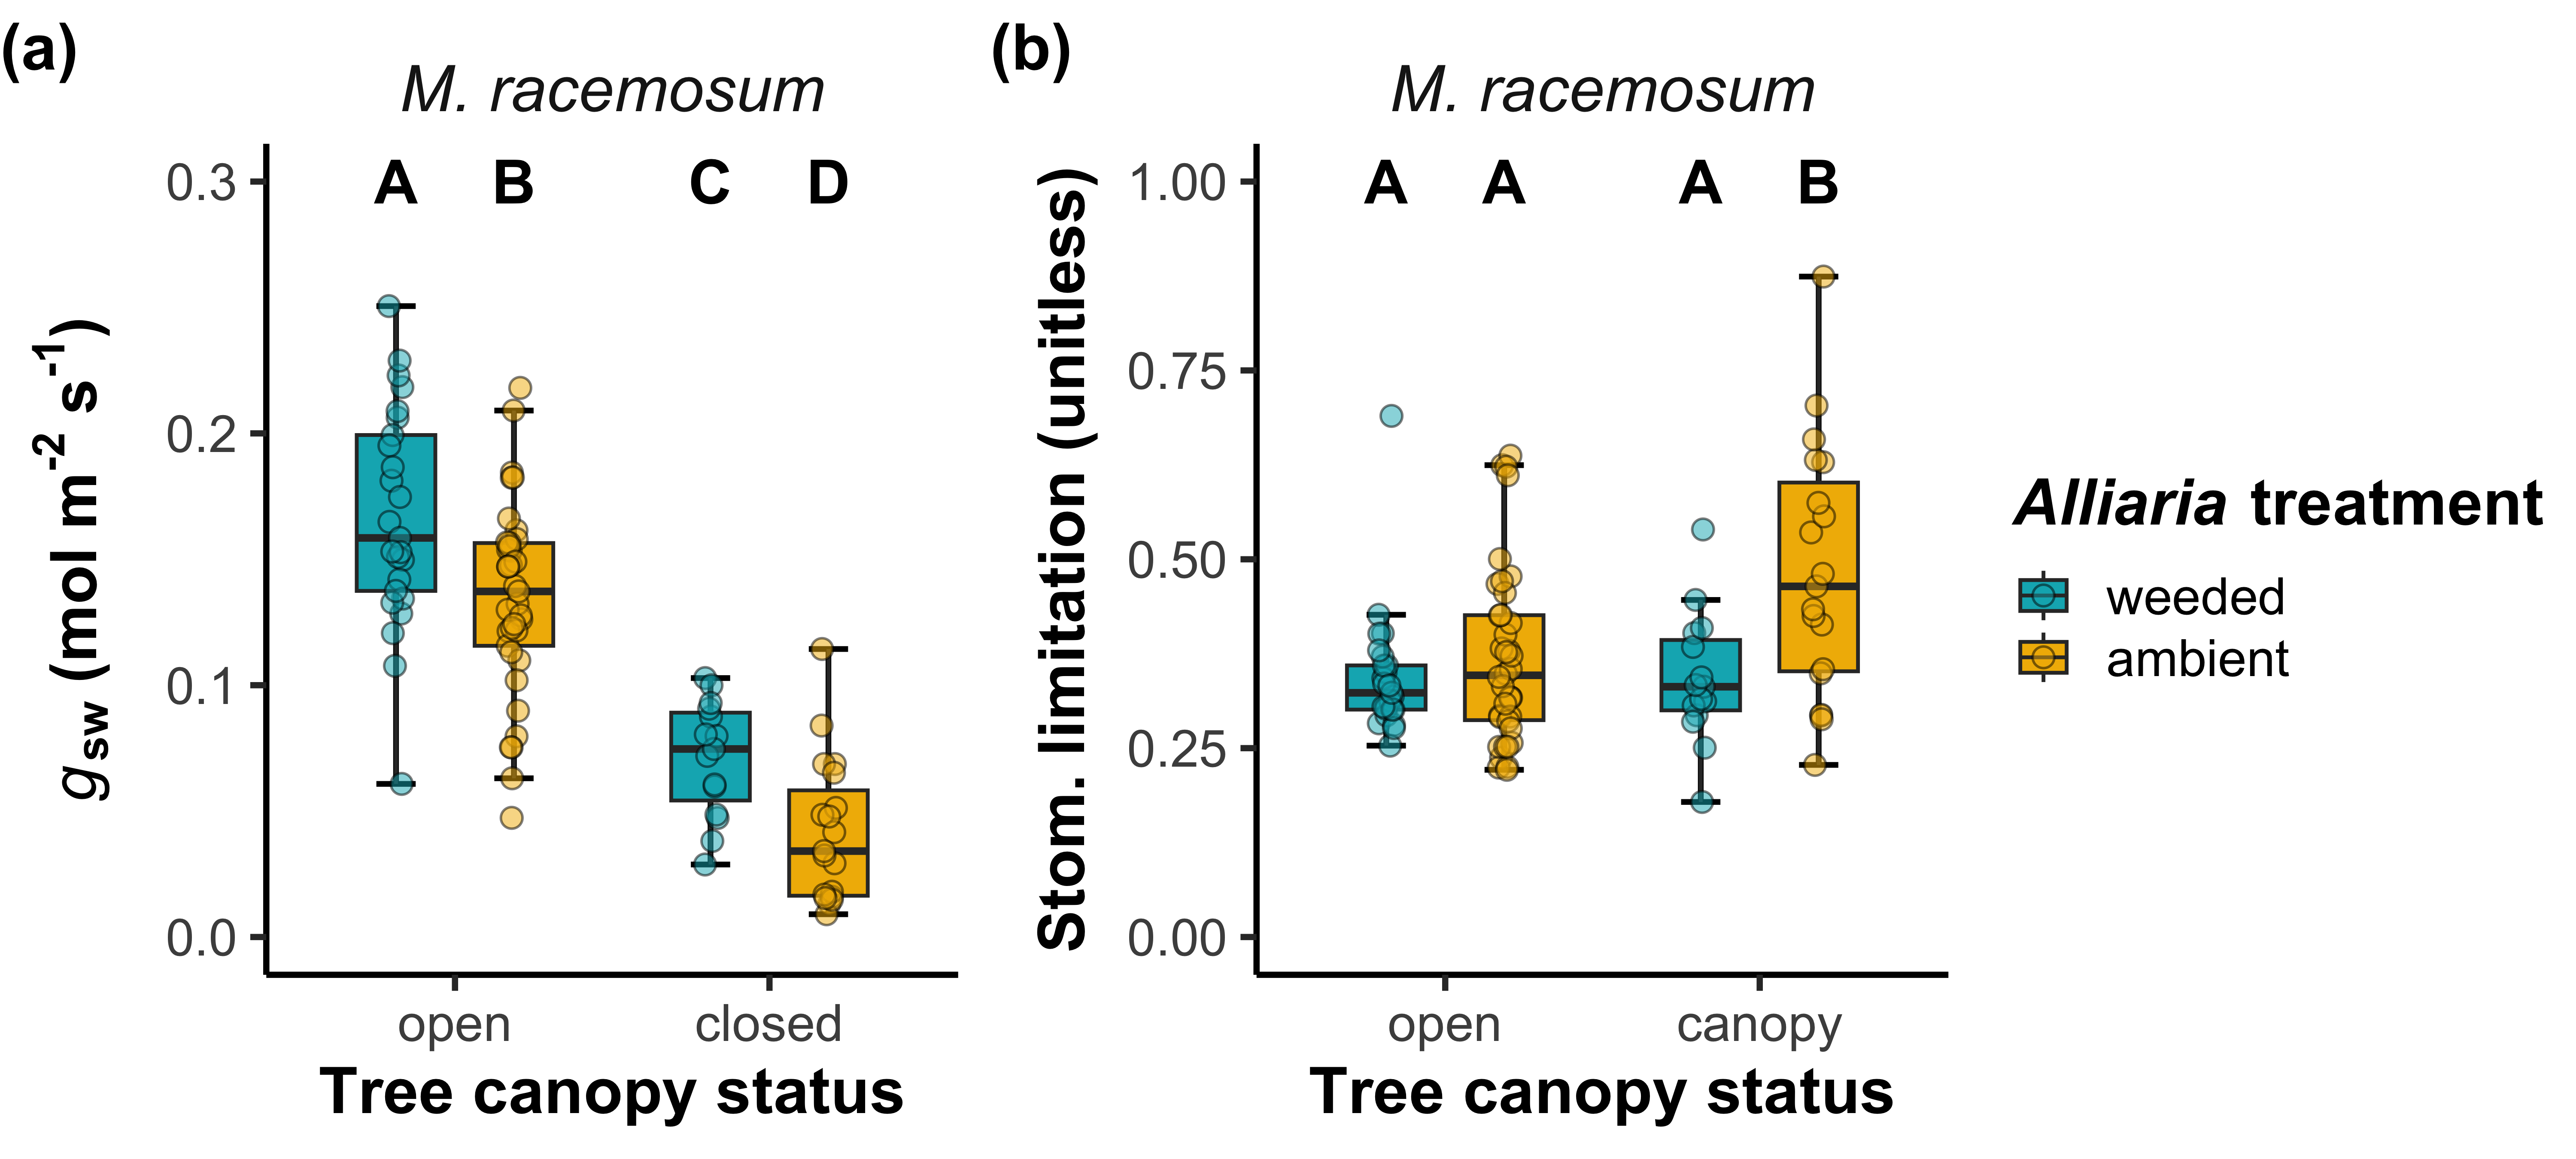 (a)
M. racemosum
A B C D
0.3
0.2
0.1
0.0
gsw (mol m-2 s-1)
open closed
Tree canopy status
(b)
M. racemosum
A A A B
1.00
0.75
0.50
0.25
0.00
Stom. limitation (unitless)
open canopy
Tree canopy status
Alliaria treatment
weeded
ambient